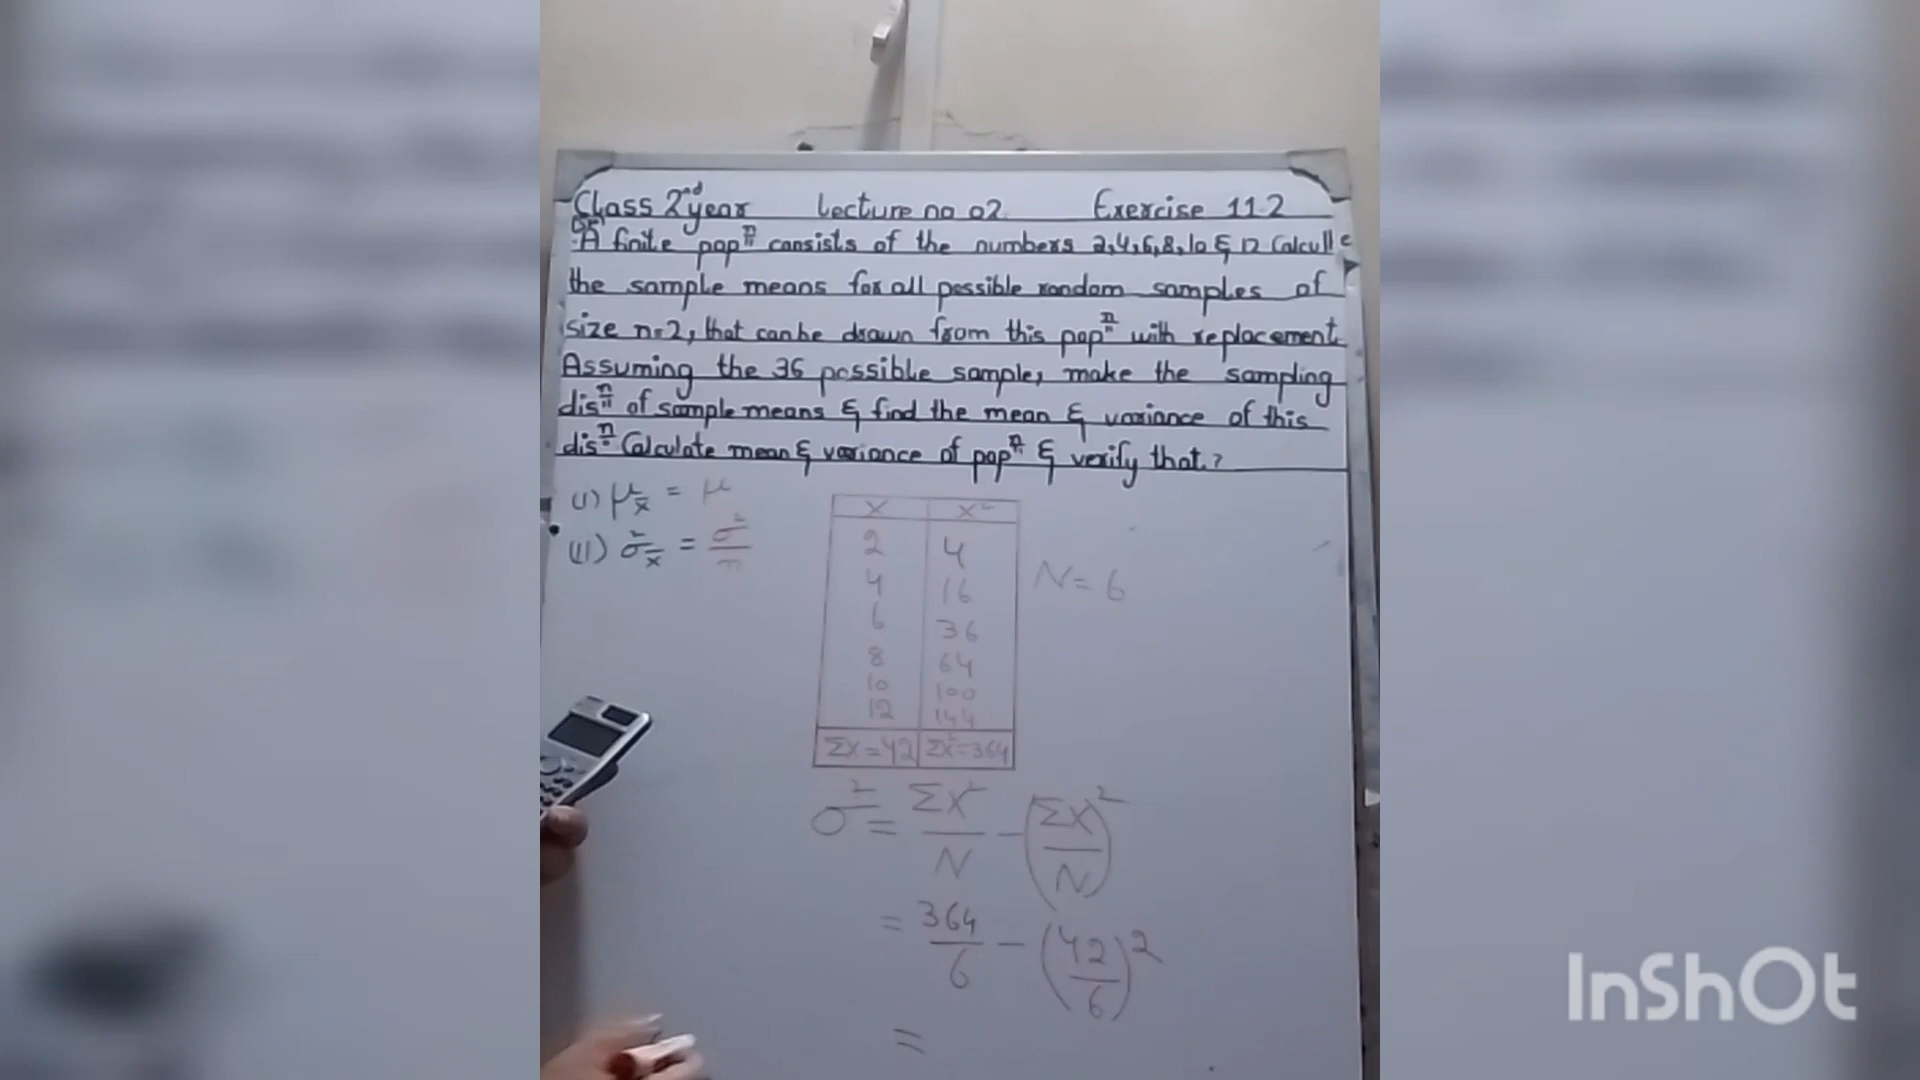 Class 2nd year Lecture no 02 Exercise 11.2
A finite popⁿ consists of the numbers 2,4,6,8,10 & 12 Calcul
the sample means for all possible random samples of
size n=2, that can be drawn from this popⁿ with replacement.
Assuming the 36 possible sample, make the sampling
disⁿ of sample means & find the mean & variance of this
disⁿ Calculate mean & variance of popⁿ & verify that.?
(I) μx̄ = μ
(II) σ²x̄ = σ²/n
X X²
2 4
4 16
N = 6
6 36
8 64
10 100
12 144
ΣX = 42 ΣX² = 364
σ² = ΣX²/N - (ΣX/N)²
= 364/6 - (42/6)²
=
InShOt